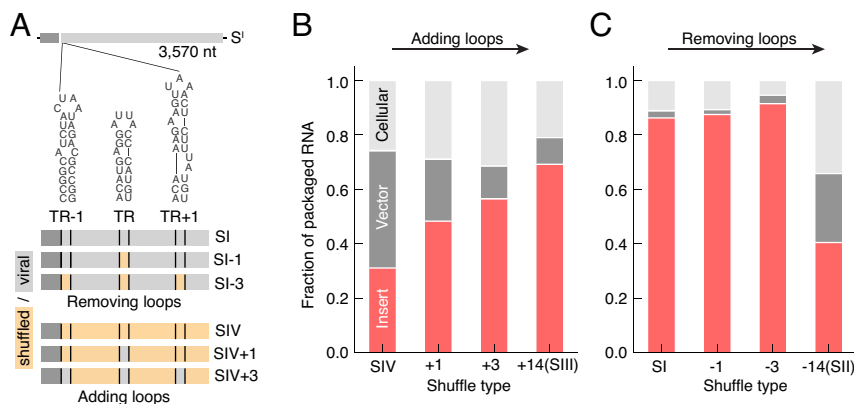 A
S^I
3,570 nt
TR-1 TR TR+1
SI
SI-1
SI-3
Removing loops
shuffled / viral
SIV
SIV+1
SIV+3
Adding loops
B
Adding loops
Fraction of packaged RNA
1.0
0.8
0.6
0.4
0.2
0.0
Cellular
Vector
Insert
SIV +1 +3 +14(SIII)
Shuffle type
C
Removing loops
1.0
0.8
0.6
0.4
0.2
0.0
SI -1 -3 -14(SII)
Shuffle type